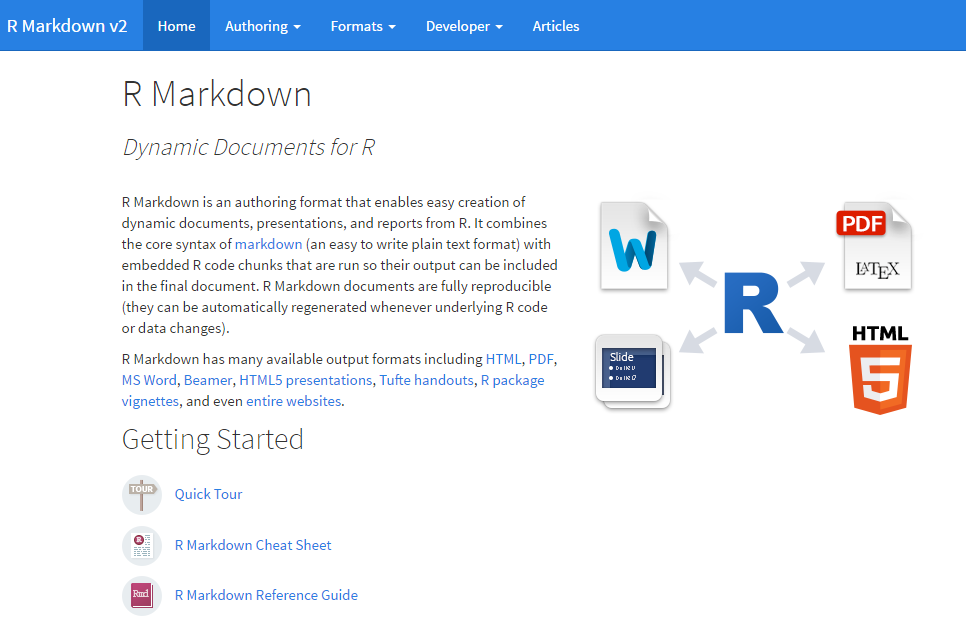 R Markdown v2 Home Authoring Formats Developer Articles
R Markdown
Dynamic Documents for R
R Markdown is an authoring format that enables easy creation of
dynamic documents, presentations, and reports from R. It combines
the core syntax of markdown (an easy to write plain text format) with
embedded R code chunks that are run so their output can be included
in the final document. R Markdown documents are fully reproducible
(they can be automatically regenerated whenever underlying R code
or data changes).
R Markdown has many available output formats including HTML, PDF,
MS Word, Beamer, HTML5 presentations, Tufte handouts, R package
vignettes, and even entire websites.
W
PDF
LATEX
R
Slide
HTML
5
Getting Started
TOUR
Quick Tour
R
R Markdown Cheat Sheet
Rmd
R Markdown Reference Guide